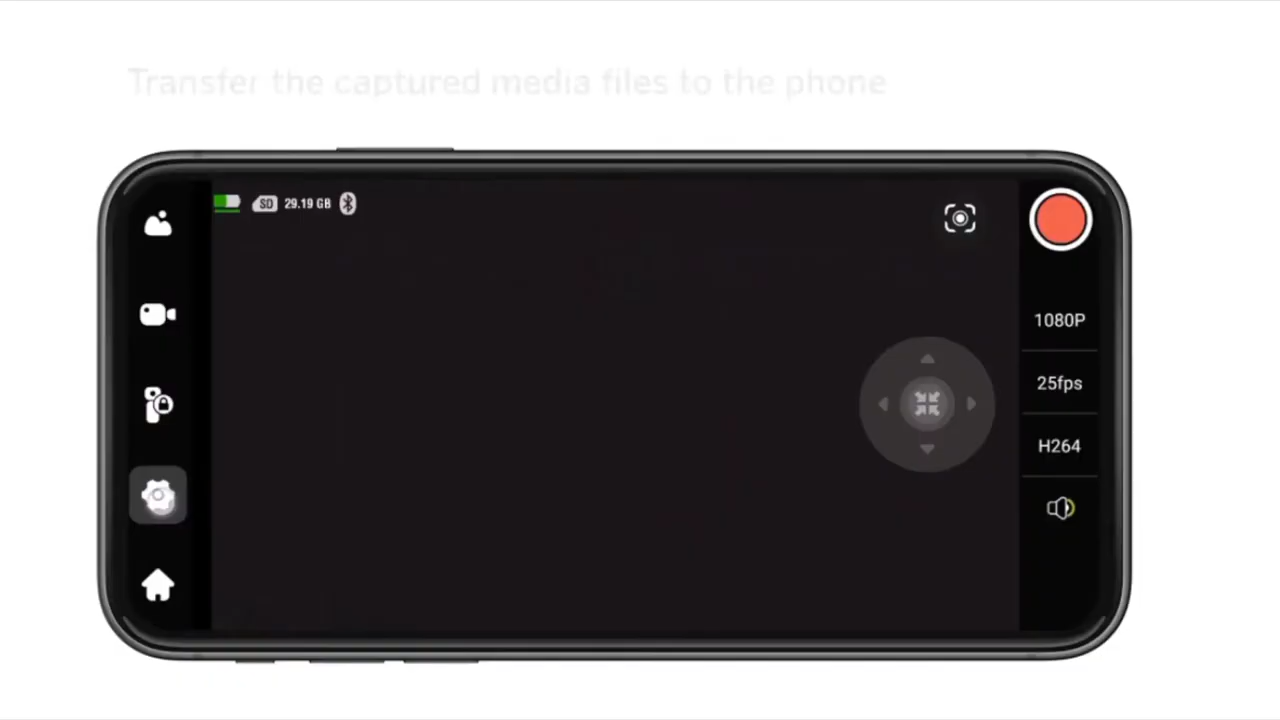 Transfer the captured media files to the phone
SD 29.19 GB
1080P
25fps
H264